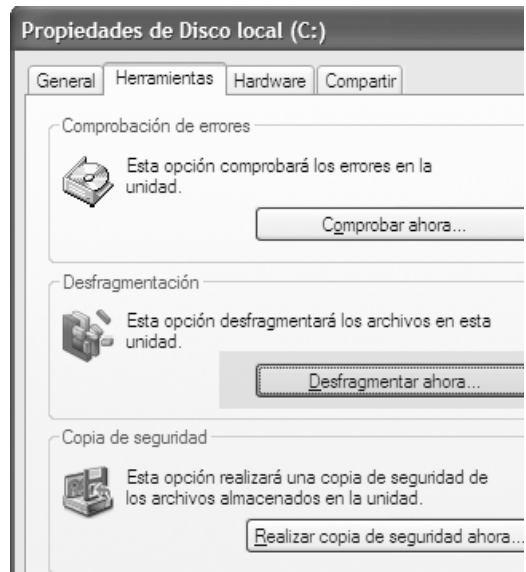 Propiedades de Disco local (C:)
General Herramientas Hardware Compartir
Comprobación de errores
Esta opción comprobará los errores en la
unidad.
Comprobar ahora...
Desfragmentación
Esta opción desfragmentará los archivos en esta
unidad.
Desfragmentar ahora...
Copia de seguridad
Esta opción realizará una copia de seguridad de
los archivos almacenados en la unidad.
Realizar copia de seguridad ahora...